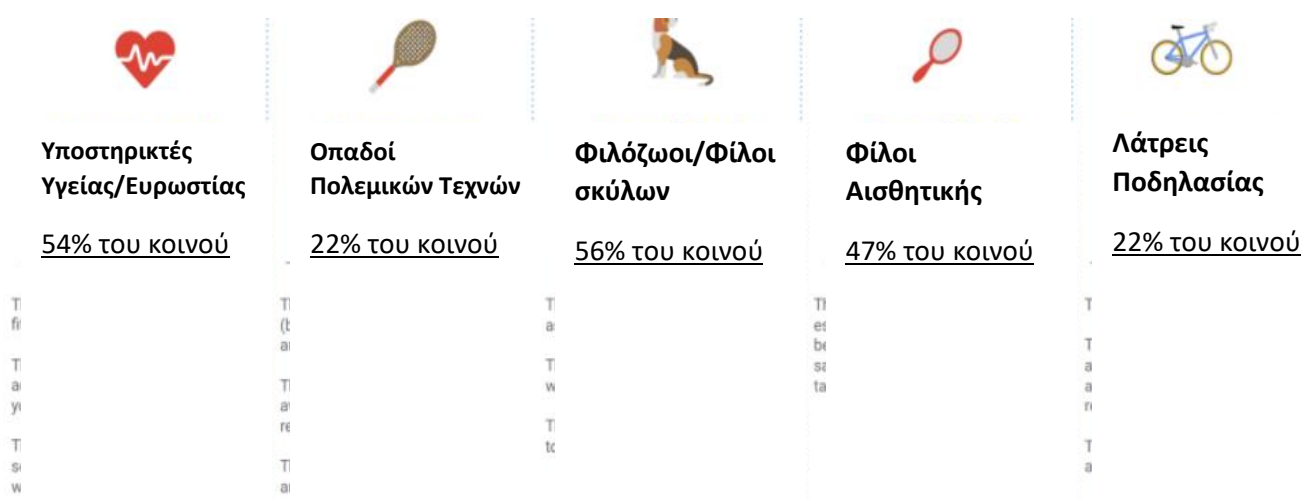 Υποστηρικτές
Υγείας/Ευρωστίας
54% του κοινού
Οπαδοί
Πολεμικών Τεχνών
22% του κοινού
Φιλόζωοι/Φίλοι
σκύλων
56% του κοινού
Φίλοι
Αισθητικής
47% του κοινού
Λάτρεις
Ποδηλασίας
22% του κοινού